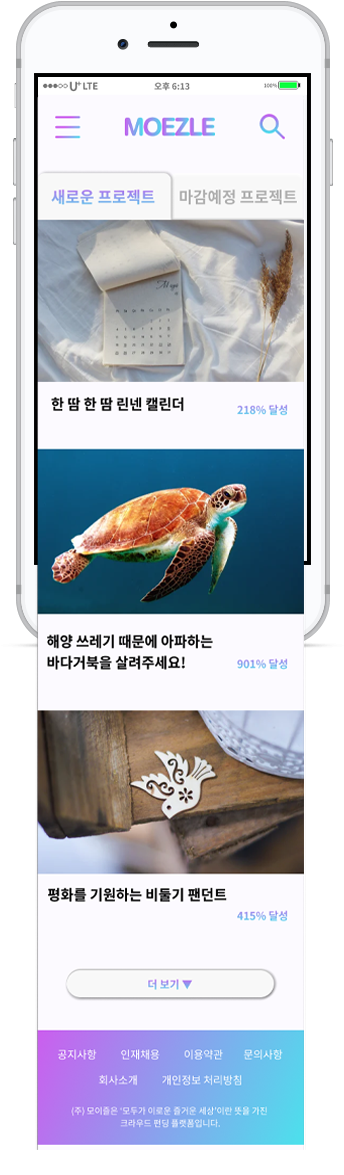 U+ LTE 오후 6:13 100%
MOEZLE
새로운 프로젝트 마감예정 프로젝트
한 땀 한 땀 린넨 캘린더
218% 달성
해양 쓰레기 때문에 아파하는
바다거북을 살려주세요!
901% 달성
평화를 기원하는 비둘기 팬던트
415% 달성
더 보기 ▼
공지사항 인재채용 이용약관 문의사항
회사소개 개인정보 처리방침
(주) 모이즐은 '모두가 이로운 즐거운 세상'이란 뜻을 가진
크라우드 펀딩 플랫폼입니다.